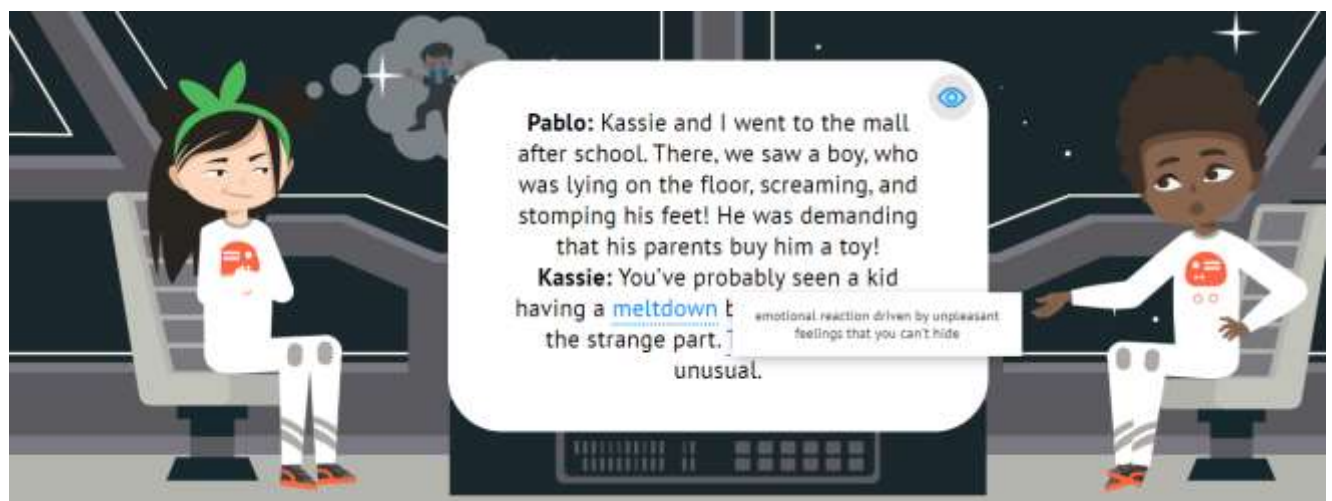 Pablo: Kassie and I went to the mall
after school. There, we saw a boy, who
was lying on the floor, screaming, and
stomping his feet! He was demanding
that his parents buy him a toy!
Kassie: You've probably seen a kid
having a meltdown
emotional reaction driven by unpleasant
feelings that you can't hide
the strange part.
unusual.